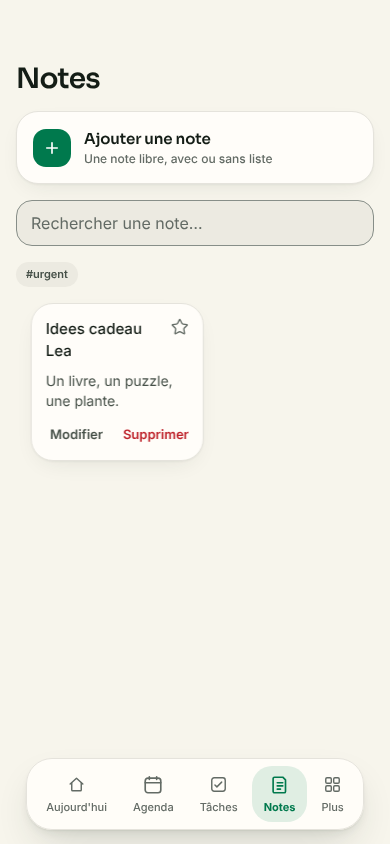 Notes
Ajouter une note
Une note libre, avec ou sans liste
Rechercher une note...
#urgent
Idees cadeau
Lea
Un livre, un puzzle,
une plante.
Modifier Supprimer
Aujourd'hui Agenda Tâches Notes Plus